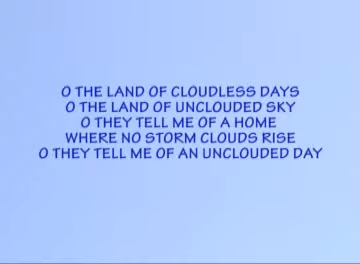 O THE LAND OF CLOUDLESS DAYS
O THE LAND OF UNCLOUDED SKY
O THEY TELL ME OF A HOME
WHERE NO STORM CLOUDS RISE
O THEY TELL ME OF AN UNCLOUDED DAY